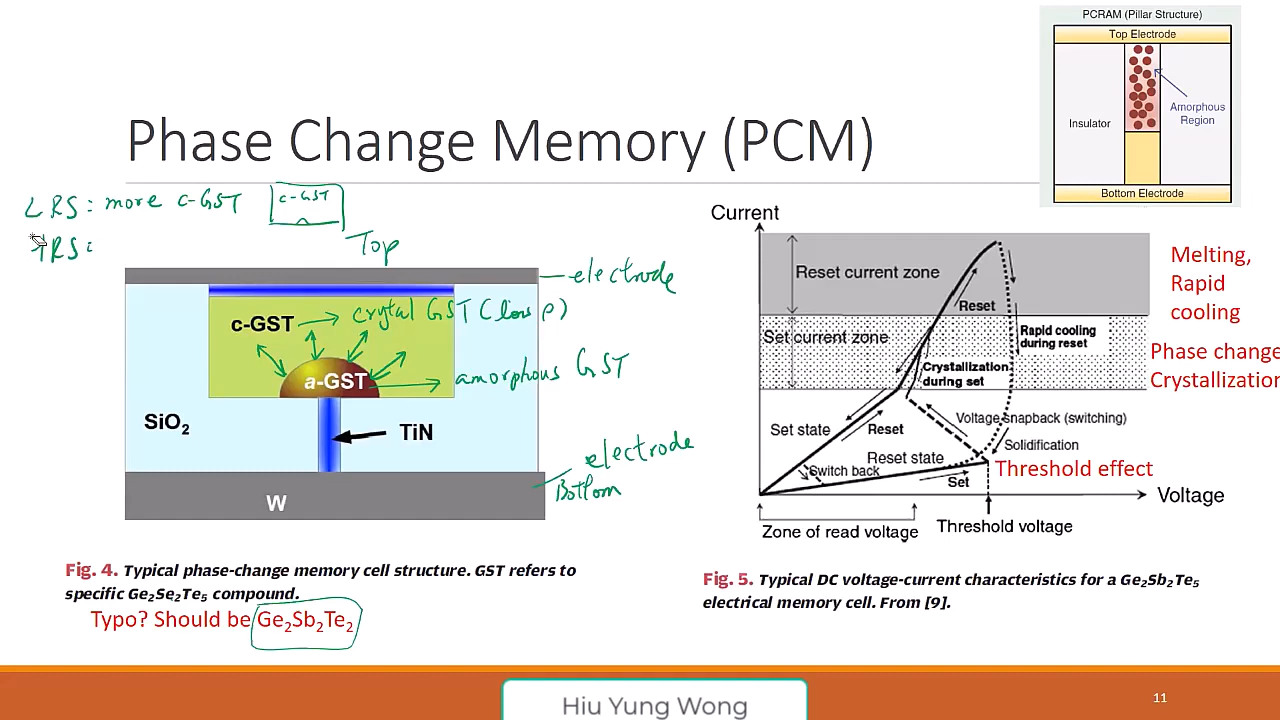 PCRAM (Pillar Structure)
Top Electrode
Insulator
Amorphous
Region
Bottom Electrode
Phase Change Memory (PCM)
LRS: more c-GST
c-GST
RS:
Top
electrode
c-GST
crytal GST (low ρ)
a-GST
amorphous GST
SiO₂
TiN
electrode
Bottom
W
Fig. 4. Typical phase-change memory cell structure. GST refers to
specific Ge₂Se₂Te₅ compound.
Typo? Should be Ge₂Sb₂Te₂
Current
Reset current zone
Reset
Set current zone
Rapid cooling
during reset
Crystallization
during set
Voltage snapback (switching)
Set state
Reset
Solidification
Reset state
Switch back
Set
Threshold effect
Voltage
Zone of read voltage
Threshold voltage
Melting,
Rapid
cooling
Phase change
Crystallization
Fig. 5. Typical DC voltage-current characteristics for a Ge₂Sb₂Te₅
electrical memory cell. From [9].
11
Hiu Yung Wong